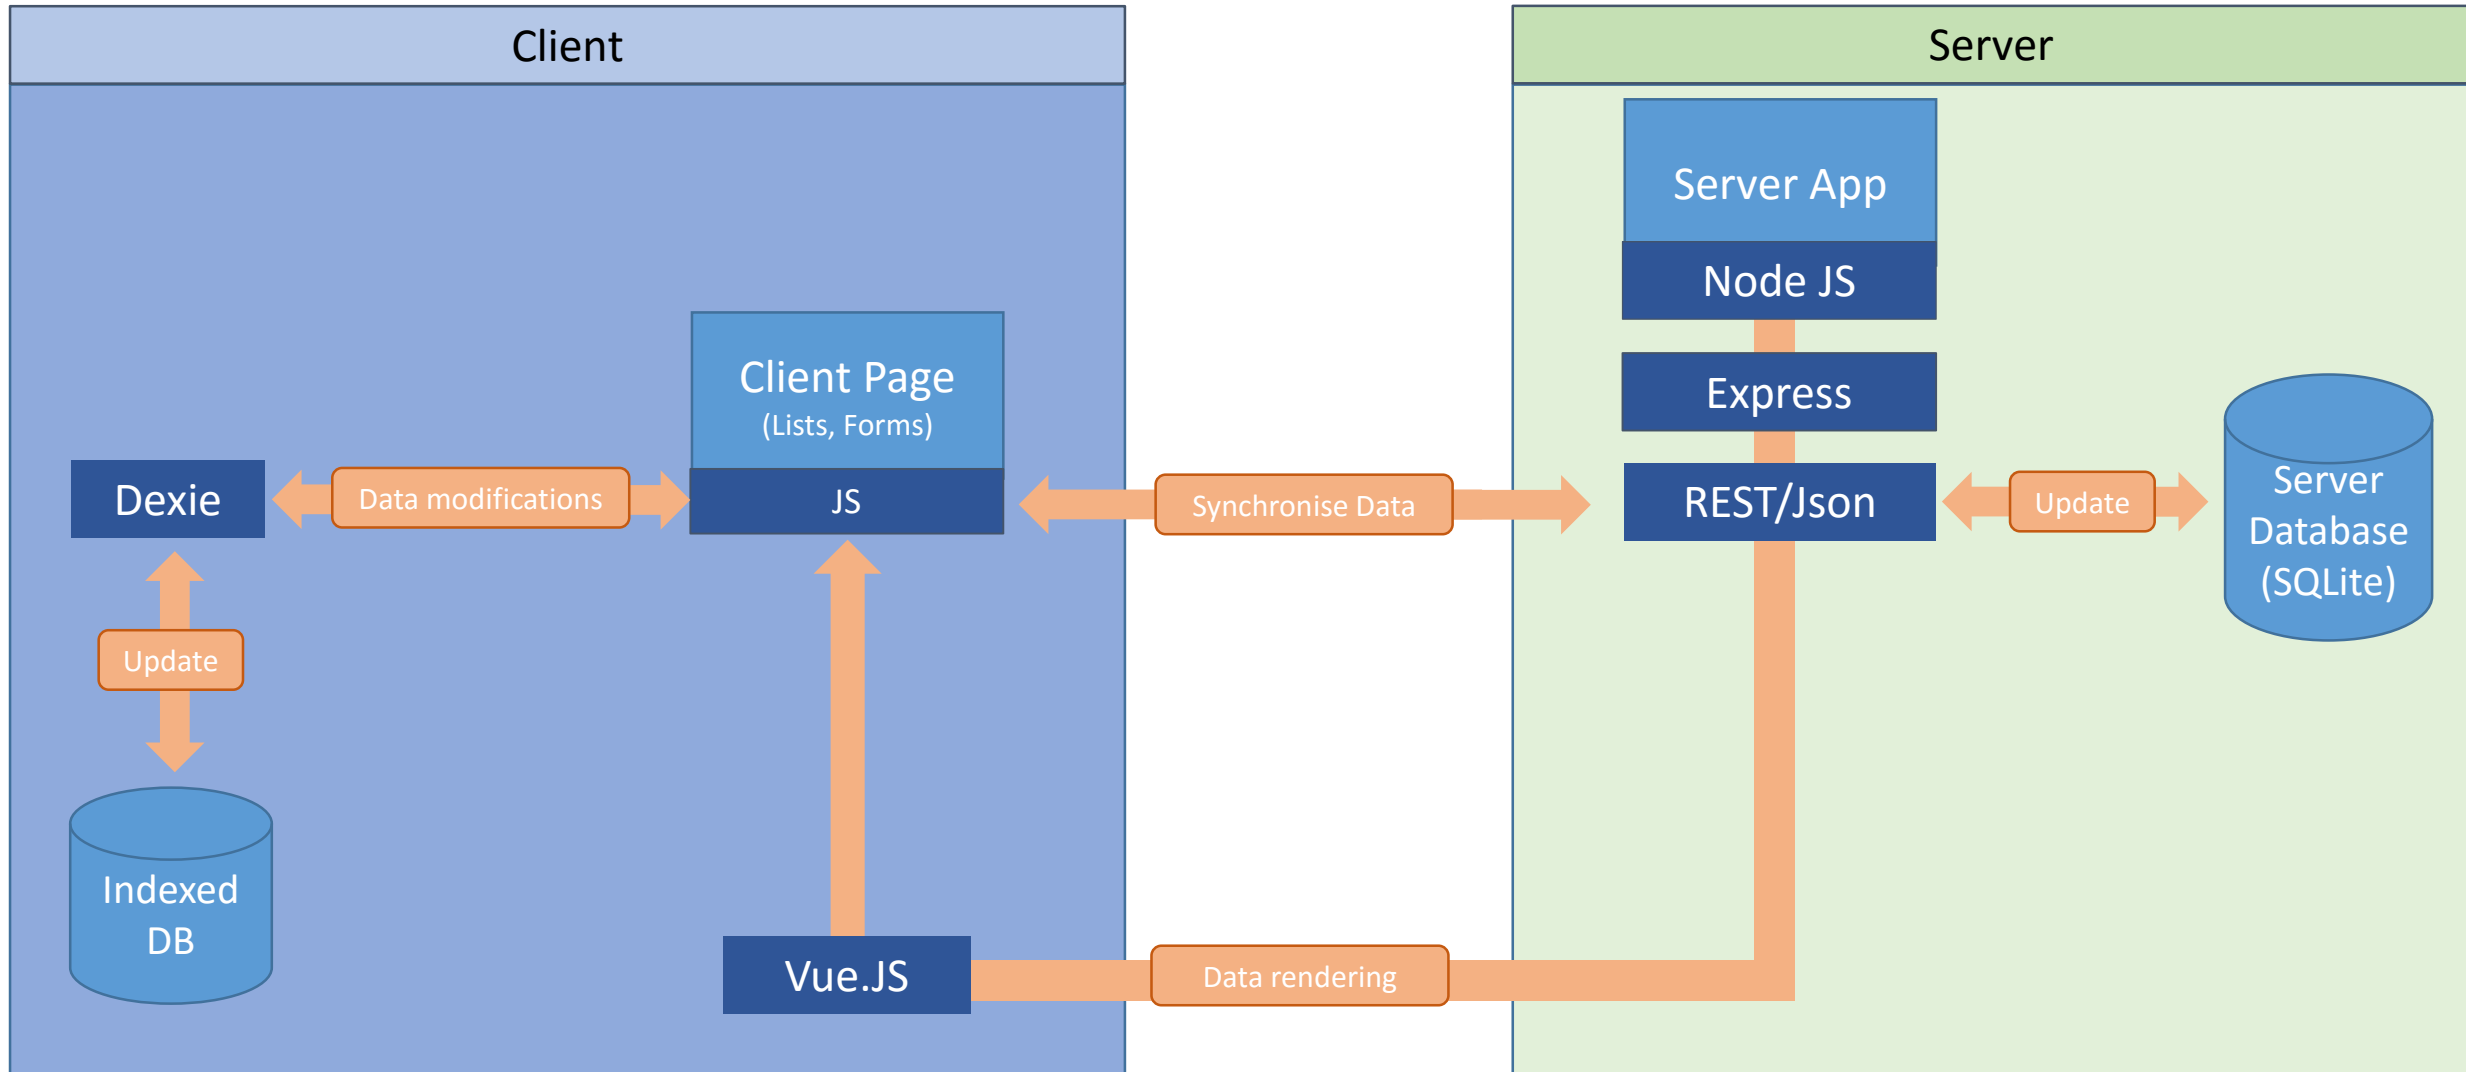 Client
Server
Server App
Node JS
Client Page
(Lists, Forms)
Express
Dexie
Data modifications
JS
Synchronise Data
REST/Json
Update
Server
Database
(SQLite)
Update
Indexed
DB
Vue.JS
Data rendering